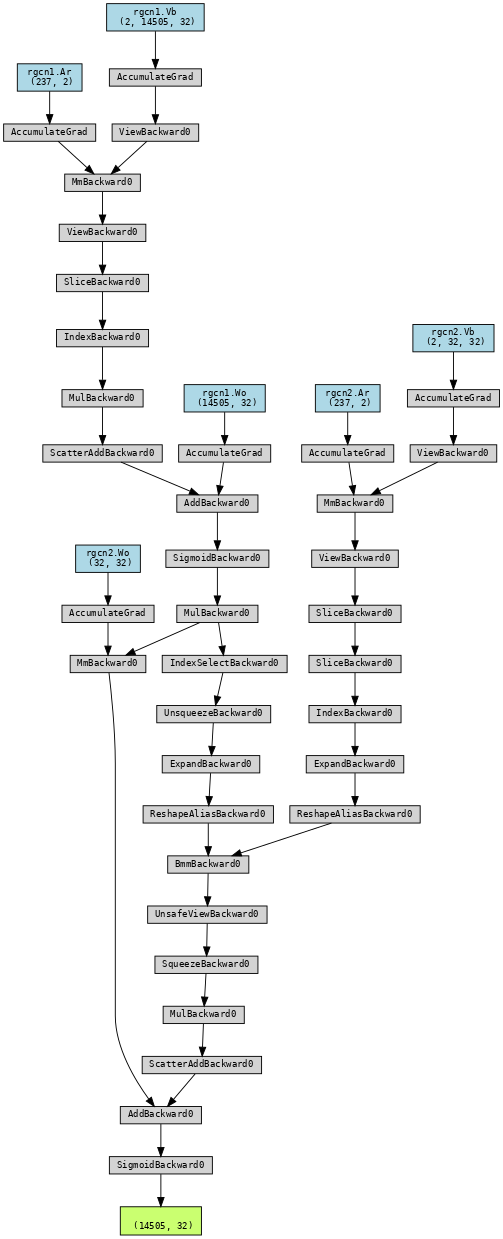 rgcn1.Vb
(2, 14505, 32)
rgcn1.Ar
(237, 2)
AccumulateGrad
AccumulateGrad
ViewBackward0
MmBackward0
ViewBackward0
SliceBackward0
IndexBackward0
rgcn2.Vb
(2, 32, 32)
MulBackward0
rgcn1.Wo
(14505, 32)
rgcn2.Ar
(237, 2)
AccumulateGrad
ScatterAddBackward0
AccumulateGrad
AccumulateGrad
ViewBackward0
AddBackward0
MmBackward0
rgcn2.Wo
(32, 32)
SigmoidBackward0
ViewBackward0
AccumulateGrad
MulBackward0
SliceBackward0
MmBackward0
IndexSelectBackward0
SliceBackward0
UnsqueezeBackward0
IndexBackward0
ExpandBackward0
ExpandBackward0
ReshapeAliasBackward0
ReshapeAliasBackward0
BmmBackward0
UnsafeViewBackward0
SqueezeBackward0
MulBackward0
ScatterAddBackward0
AddBackward0
SigmoidBackward0
(14505, 32)